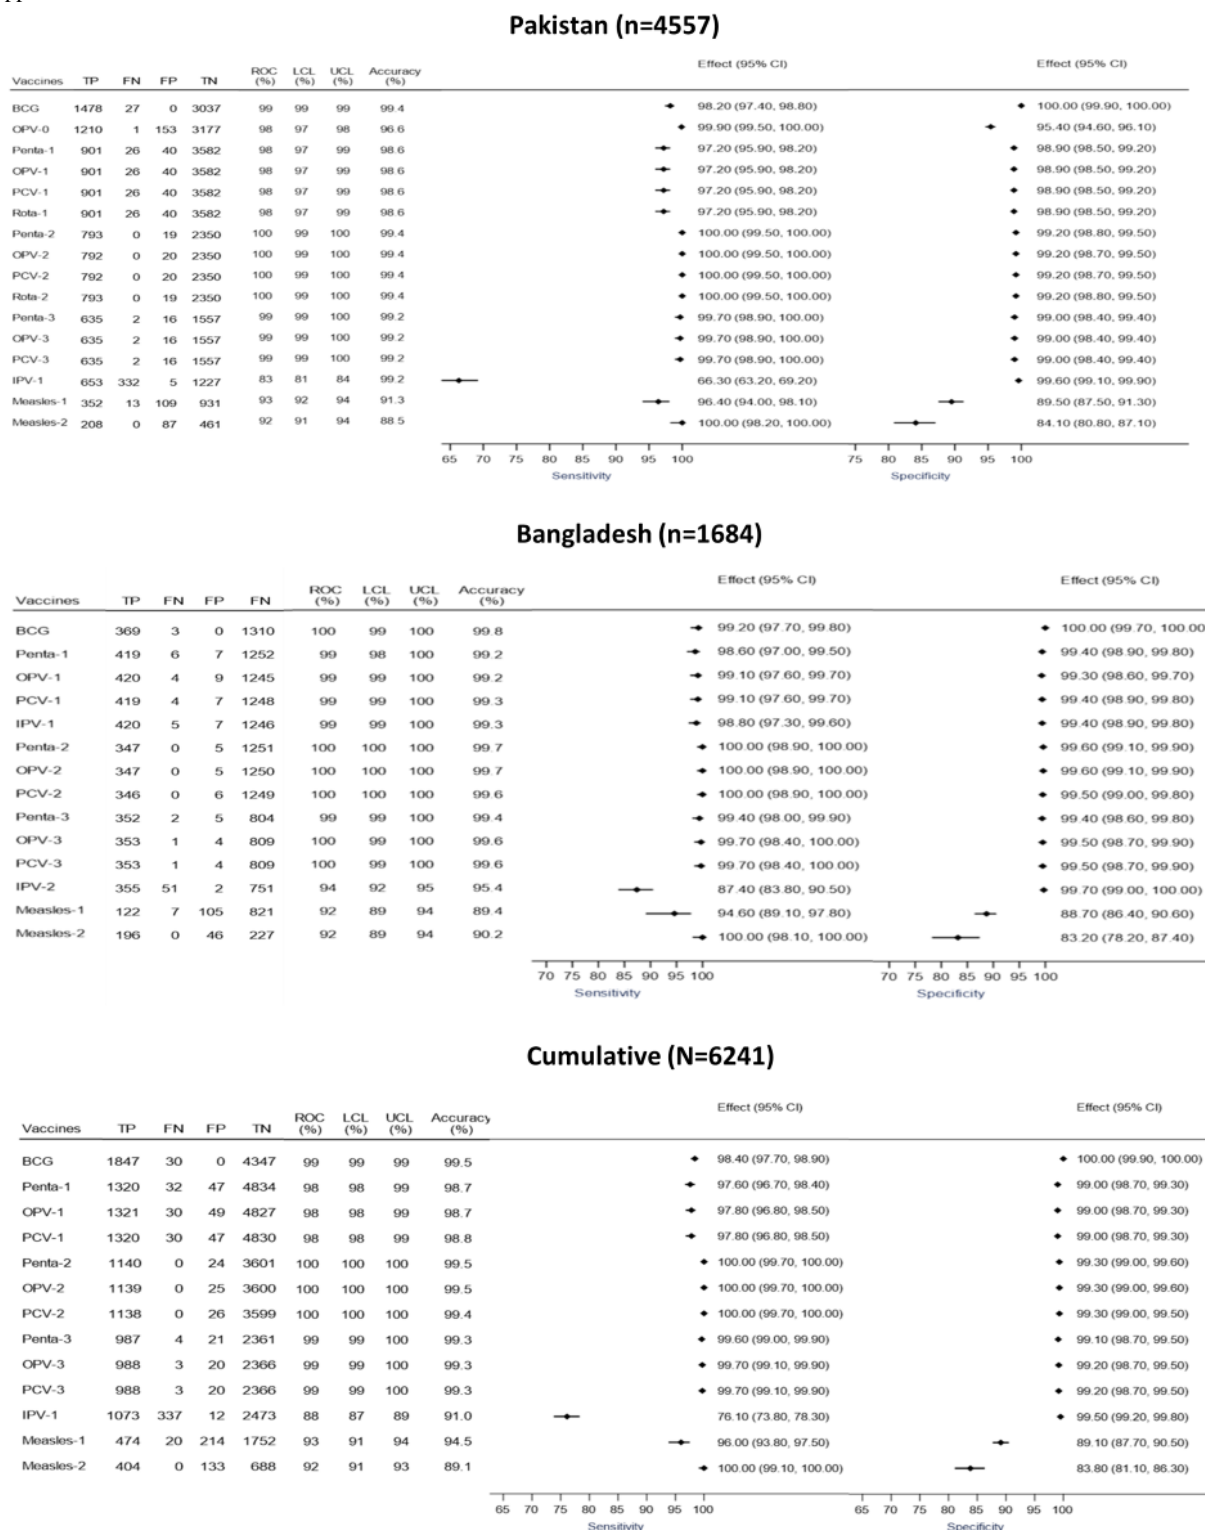 Pakistan (n=4557)
Effect (95% CI) Effect (95% CI)
Vaccines TP FN FP TN ROC (%) LCL (%) UCL (%) Accuracy (%)
BCG 1478 27 0 3037 99 99 99 99.4 98.20 (97.40, 98.80) 100.00 (99.90, 100.00)
OPV-0 1210 1 153 3177 98 97 98 96.6 99.90 (99.50, 100.00) 95.40 (94.60, 96.10)
Penta-1 901 26 40 3582 98 97 99 98.6 97.20 (95.90, 98.20) 98.90 (98.50, 99.20)
OPV-1 901 26 40 3582 98 97 99 98.6 97.20 (95.90, 98.20) 98.90 (98.50, 99.20)
PCV-1 901 26 40 3582 98 97 99 98.6 97.20 (95.90, 98.20) 98.90 (98.50, 99.20)
Rota-1 901 26 40 3582 98 97 99 98.6 97.20 (95.90, 98.20) 98.90 (98.50, 99.20)
Penta-2 793 0 19 2350 100 99 100 99.4 100.00 (99.50, 100.00) 99.20 (98.80, 99.50)
OPV-2 792 0 20 2350 100 99 100 99.4 100.00 (99.50, 100.00) 99.20 (98.70, 99.50)
PCV-2 792 0 20 2350 100 99 100 99.4 100.00 (99.50, 100.00) 99.20 (98.70, 99.50)
Rota-2 793 0 19 2350 100 99 100 99.4 100.00 (99.50, 100.00) 99.20 (98.80, 99.50)
Penta-3 635 2 16 1557 99 99 100 99.2 99.70 (98.90, 100.00) 99.00 (98.40, 99.40)
OPV-3 635 2 16 1557 99 99 100 99.2 99.70 (98.90, 100.00) 99.00 (98.40, 99.40)
PCV-3 635 2 16 1557 99 99 100 99.2 99.70 (98.90, 100.00) 99.00 (98.40, 99.40)
IPV-1 653 332 5 1227 83 81 84 99.2 66.30 (63.20, 69.20) 99.60 (99.10, 99.90)
Measles-1 352 13 109 931 93 92 94 91.3 96.40 (94.00, 98.10) 89.50 (87.50, 91.30)
Measles-2 208 0 87 461 92 91 94 88.5 100.00 (98.20, 100.00) 84.10 (80.80, 87.10)
65 70 75 80 85 90 95 100 75 80 85 90 95 100
Sensitivity Specificity
Bangladesh (n=1684)
Effect (95% CI) Effect (95% CI)
Vaccines TP FN FP FN ROC (%) LCL (%) UCL (%) Accuracy (%)
BCG 369 3 0 1310 100 99 100 99.8 99.20 (97.70, 99.80) 100.00 (99.70, 100.00
Penta-1 419 6 7 1252 99 98 100 99.2 98.60 (97.00, 99.50) 99.40 (98.90, 99.80)
OPV-1 420 4 9 1245 99 99 100 99.2 99.10 (97.60, 99.70) 99.30 (98.60, 99.70)
PCV-1 419 4 7 1248 99 99 100 99.3 99.10 (97.60, 99.70) 99.40 (98.90, 99.80)
IPV-1 420 5 7 1246 99 99 100 99.3 98.80 (97.30, 99.60) 99.40 (98.90, 99.80)
Penta-2 347 0 5 1251 100 100 100 99.7 100.00 (98.90, 100.00) 99.60 (99.10, 99.90)
OPV-2 347 0 5 1250 100 100 100 99.7 100.00 (98.90, 100.00) 99.60 (99.10, 99.90)
PCV-2 346 0 6 1249 100 100 100 99.6 100.00 (98.90, 100.00) 99.50 (99.00, 99.80)
Penta-3 352 2 5 804 99 99 100 99.4 99.40 (98.00, 99.90) 99.40 (98.60, 99.80)
OPV-3 353 1 4 809 100 99 100 99.6 99.70 (98.40, 100.00) 99.50 (98.70, 99.90)
PCV-3 353 1 4 809 100 99 100 99.6 99.70 (98.40, 100.00) 99.50 (98.70, 99.90)
IPV-2 355 51 2 751 94 92 95 95.4 87.40 (83.80, 90.50) 99.70 (99.00, 100.00)
Measles-1 122 7 105 821 92 89 94 89.4 94.60 (89.10, 97.80) 88.70 (86.40, 90.60)
Measles-2 196 0 46 227 92 89 94 90.2 100.00 (98.10, 100.00) 83.20 (78.20, 87.40)
70 75 80 85 90 95 100 70 75 80 85 90 95 100
Sensitivity Specificity
Cumulative (N=6241)
Effect (95% CI) Effect (95% CI)
Vaccines TP FN FP TN ROC (%) LCL (%) UCL (%) Accuracy (%)
BCG 1847 30 0 4347 99 99 99 99.5 98.40 (97.70, 98.90) 100.00 (99.90, 100.00)
Penta-1 1320 32 47 4834 98 98 99 98.7 97.60 (96.70, 98.40) 99.00 (98.70, 99.30)
OPV-1 1321 30 49 4827 98 98 99 98.7 97.80 (96.80, 98.50) 99.00 (98.70, 99.30)
PCV-1 1320 30 47 4830 98 98 99 98.8 97.80 (96.80, 98.50) 99.00 (98.70, 99.30)
Penta-2 1140 0 24 3601 100 100 100 99.5 100.00 (99.70, 100.00) 99.30 (99.00, 99.60)
OPV-2 1139 0 25 3600 100 100 100 99.5 100.00 (99.70, 100.00) 99.30 (99.00, 99.60)
PCV-2 1138 0 26 3599 100 100 100 99.4 100.00 (99.70, 100.00) 99.30 (99.00, 99.50)
Penta-3 987 4 21 2361 99 99 100 99.3 99.60 (99.00, 99.90) 99.10 (98.70, 99.50)
OPV-3 988 3 20 2366 99 99 100 99.3 99.70 (99.10, 99.90) 99.20 (98.70, 99.50)
PCV-3 988 3 20 2366 99 99 100 99.3 99.70 (99.10, 99.90) 99.20 (98.70, 99.50)
IPV-1 1073 337 12 2473 88 87 89 91.0 76.10 (73.80, 78.30) 99.50 (99.20, 99.80)
Measles-1 474 20 214 1752 93 91 94 94.5 96.00 (93.80, 97.50) 89.10 (87.70, 90.50)
Measles-2 404 0 133 688 92 91 93 89.1 100.00 (99.10, 100.00) 83.80 (81.10, 86.30)
65 70 75 80 85 90 95 100 65 70 75 80 85 90 95 100
Sensitivity Specificity